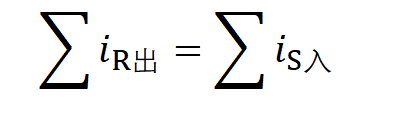 ∑ i_R出 = ∑ i_S入